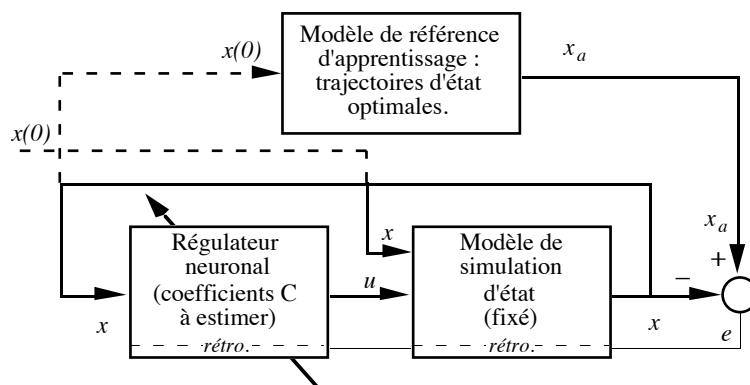 x(0)
Modèle de référence
d'apprentissage :
trajectoires d'état
optimales.
x_a
x(0)
x_a
+
−
x
Régulateur
neuronal
(coefficients C
à estimer)
rétro.
x
u
x
Modèle de
simulation
d'état
(fixé)
rétro.
x
e